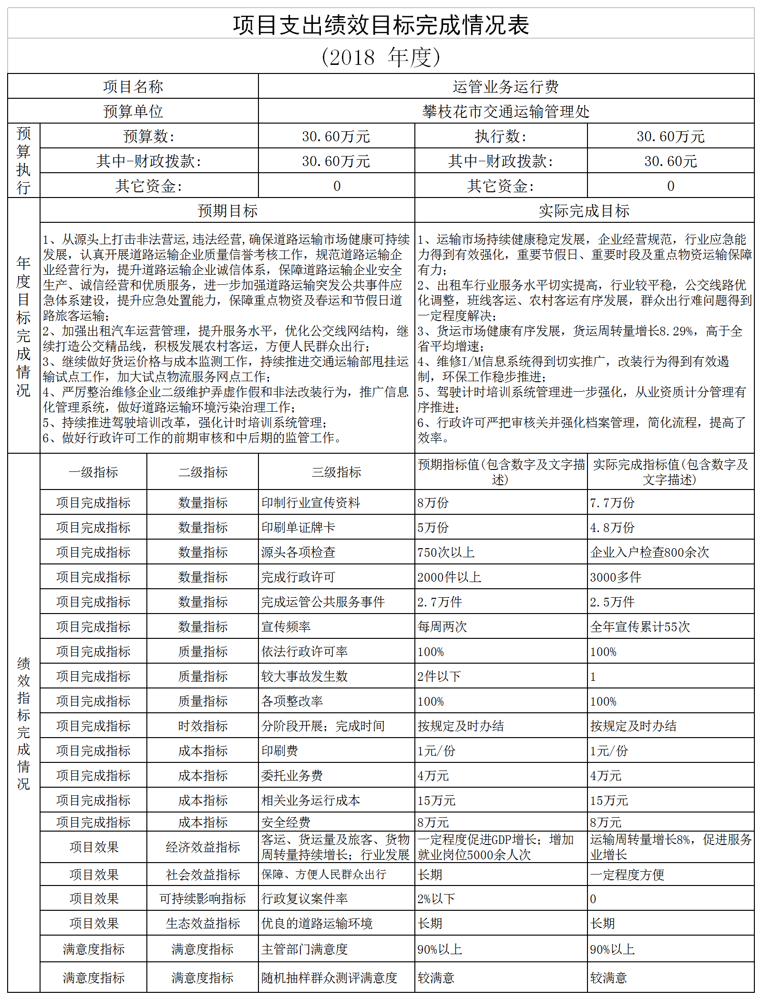 项目支出绩效目标完成情况表
(2018 年度)
项目名称 运管业务运行费
预算单位 攀枝花市交通运输管理处
预算执行
预算数: 30.60万元 执行数: 30.60万元
其中-财政拨款: 30.60万元 其中-财政拨款: 30.60元
其它资金: 0 其它资金: 0
年度目标完成情况
预期目标 实际完成目标
1、从源头上打击非法营运,违法经营,确保道路运输市场健康可持续
发展，认真开展道路运输企业质量信誉考核工作，规范道路运输企
业经营行为，提升道路运输企业诚信体系，保障道路运输企业安全
生产、诚信经营和优质服务，进一步加强道路运输突发公共事件应
急体系建设，提升应急处置能力，保障重点物资及春运和节假日道
路旅客运输；
2、加强出租汽车运营管理，提升服务水平，优化公交线网结构，继
续打造公交精品线，积极发展农村客运，方便人民群众出行；
3、继续做好货运价格与成本监测工作，持续推进交通运输部甩挂运
输试点工作，加大试点物流服务网点工作；
4、严厉整治维修企业二级维护弄虚作假和非法改装行为，推广信息
化管理系统，做好道路运输环境污染治理工作；
5、持续推进驾驶培训改革，强化计时培训系统管理；
6、做好行政许可工作的前期审核和中后期的监管工作。
1、运输市场持续健康稳定发展，企业经营规范，行业应急能
力得到有效强化，重要节假日、重要时段及重点物资运输保障
有力；
2、出租车行业服务水平切实提高，行业较平稳，公交线路优
化调整，班线客运、农村客运有序发展，群众出行难问题得到
一定程度解决；
3、货运市场健康有序发展，货运周转量增长8.29%，高于全
省平均增速；
4、维修I/M信息系统得到切实推广，改装行为得到有效遏
制，环保工作稳步推进；
5、驾驶计时培训系统管理进一步强化，从业资质计分管理有
序推进；
6、行政许可严把审核关并强化档案管理，简化流程，提高了
效率。
绩效指标完成情况
一级指标 二级指标 三级指标 预期指标值(包含数字及文字描
述) 实际完成指标值(包含数字及
文字描述)
项目完成指标 数量指标 印制行业宣传资料 8万份 7.7万份
项目完成指标 数量指标 印刷单证牌卡 5万份 4.8万份
项目完成指标 数量指标 源头各项检查 750次以上 企业入户检查800余次
项目完成指标 数量指标 完成行政许可 2000件以上 3000多件
项目完成指标 数量指标 完成运管公共服务事件 2.7万件 2.5万件
项目完成指标 数量指标 宣传频率 每周两次 全年宣传累计55次
项目完成指标 质量指标 依法行政许可率 100% 100%
项目完成指标 质量指标 较大事故发生数 2件以下 1
项目完成指标 质量指标 各项整改率 100% 100%
项目完成指标 时效指标 分阶段开展；完成时间 按规定及时办结 按规定及时办结
项目完成指标 成本指标 印刷费 1元/份 1元/份
项目完成指标 成本指标 委托业务费 4万元 4万元
项目完成指标 成本指标 相关业务运行成本 15万元 15万元
项目完成指标 成本指标 安全经费 8万元 8万元
项目效果 经济效益指标 客运、货运量及旅客、货物
周转量持续增长；行业发展 一定程度促进GDP增长；增加
就业岗位5000余人次 运输周转量增长8%，促进服务
业增长
项目效果 社会效益指标 保障、方便人民群众出行 长期 一定程度方便
项目效果 可持续影响指标 行政复议案件率 2%以下 0
项目效果 生态效益指标 优良的道路运输环境 长期 长期
满意度指标 满意度指标 主管部门满意度 90%以上 90%以上
满意度指标 满意度指标 随机抽样群众测评满意度 较满意 较满意